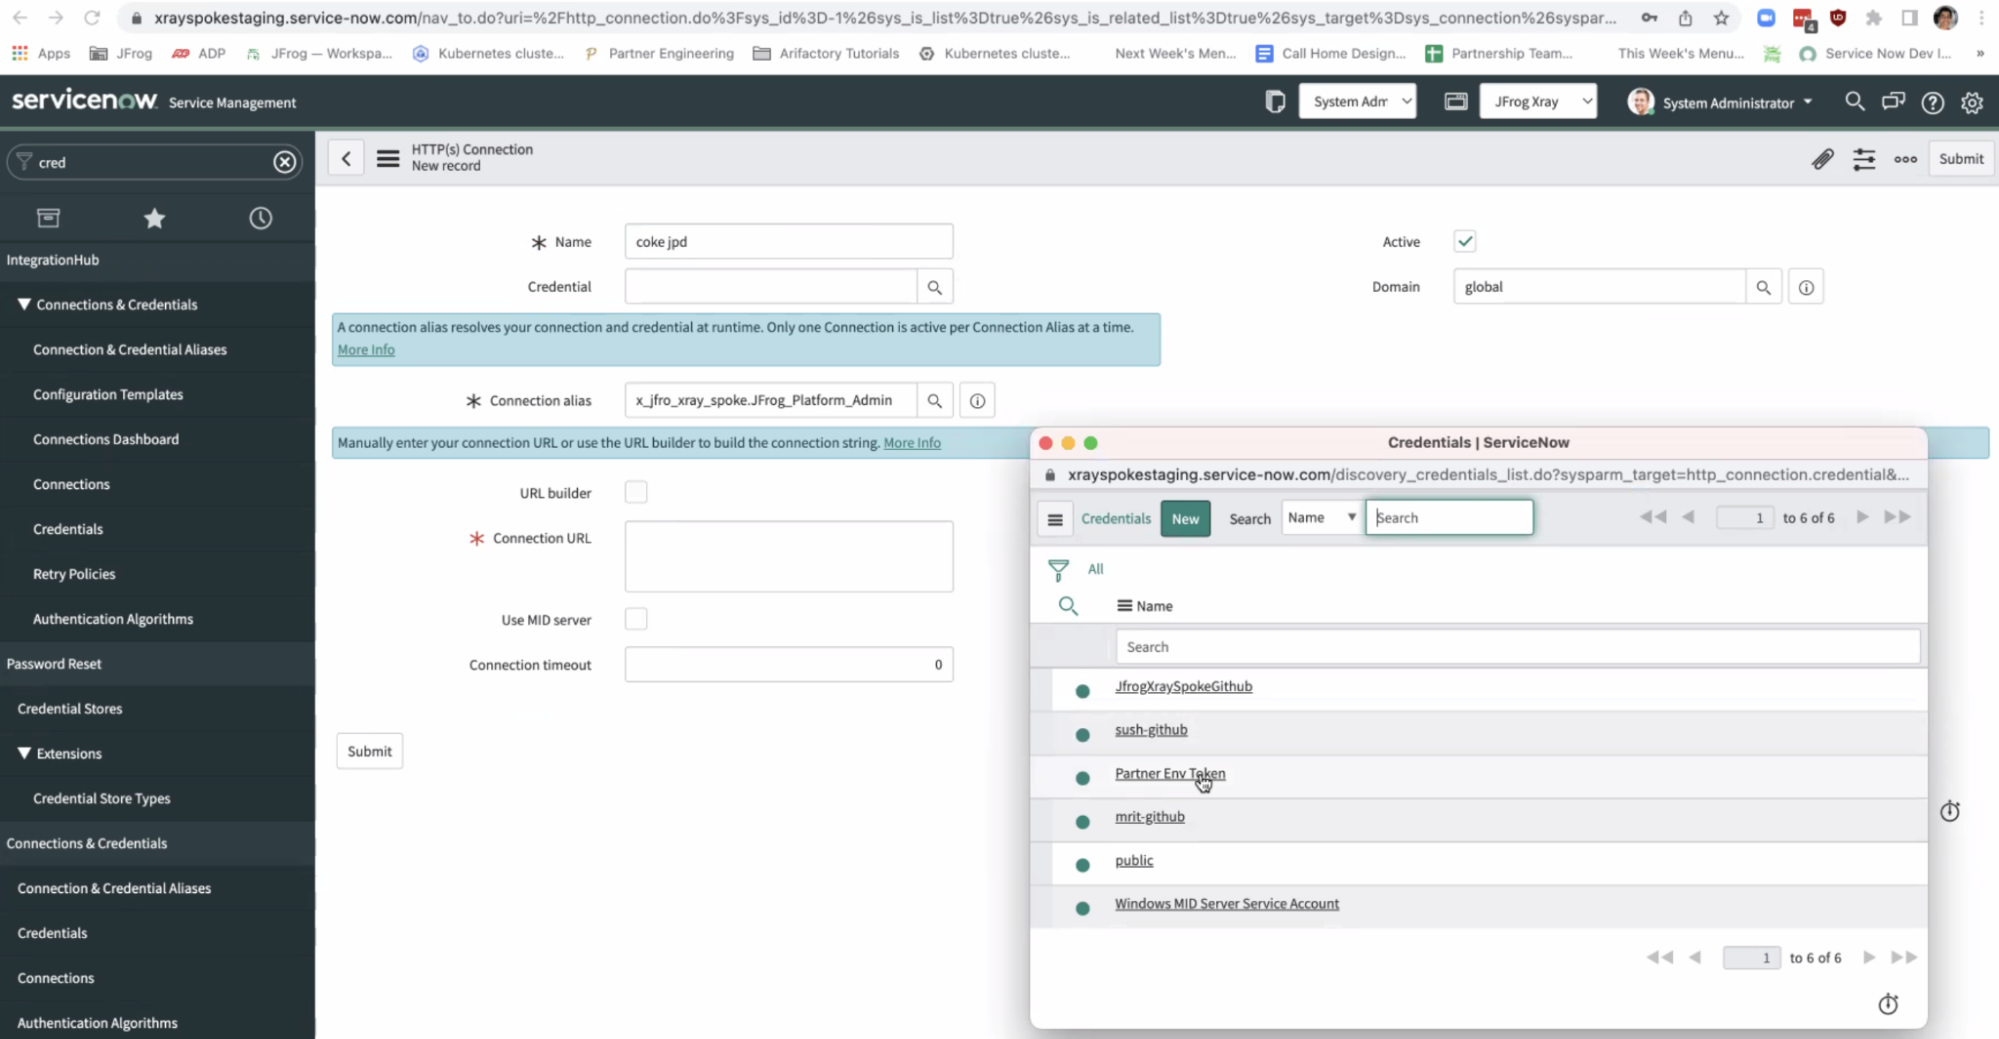 xrayspokestaging.service-now.com/nav_to.do?uri=%2Fhttp_connection.do%3Fsys_id%3D-1%26sys_is_list%3Dtrue%26sys_is_related_list%3Dtrue%26sys_target%3Dsys_connection%26syspar...
4
Apps JFrog ADP JFrog — Workspa... Kubernetes cluste... Partner Engineering Arifactory Tutorials Kubernetes cluste... Next Week's Men... Call Home Design... Partnership Team... This Week's Menu... Service Now Dev I... »
servicenow Service Management
System Adm
JFrog Xray
System Administrator
cred
HTTP(s) Connection
New record
Submit
IntegrationHub
Connections & Credentials
Connection & Credential Aliases
Configuration Templates
Connections Dashboard
Connections
Credentials
Retry Policies
Authentication Algorithms
Password Reset
Credential Stores
Extensions
Credential Store Types
Connections & Credentials
Connection & Credential Aliases
Credentials
Connections
Authentication Algorithms
Name coke jpd
Active
Credential
Domain global
A connection alias resolves your connection and credential at runtime. Only one Connection is active per Connection Alias at a time.
More Info
Connection alias x_jfro_xray_spoke.JFrog_Platform_Admin
Manually enter your connection URL or use the URL builder to build the connection string. More Info
URL builder
Connection URL
Use MID server
Connection timeout 0
Submit
Credentials | ServiceNow
xrayspokestaging.service-now.com/discovery_credentials_list.do?sysparm_target=http_connection.credential&...
Credentials New Search Name Search 1 to 6 of 6
All
Name
Search
JfrogXraySpokeGithub
sush-github
Partner Env Token
mrit-github
public
Windows MID Server Service Account
1 to 6 of 6